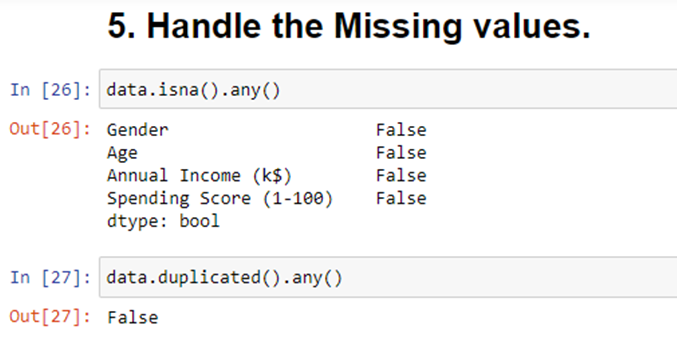 5. Handle the Missing values.
In [26]: data.isna().any()
Out[26]: Gender False
Age False
Annual Income (k$) False
Spending Score (1-100) False
dtype: bool
In [27]: data.duplicated().any()
Out[27]: False